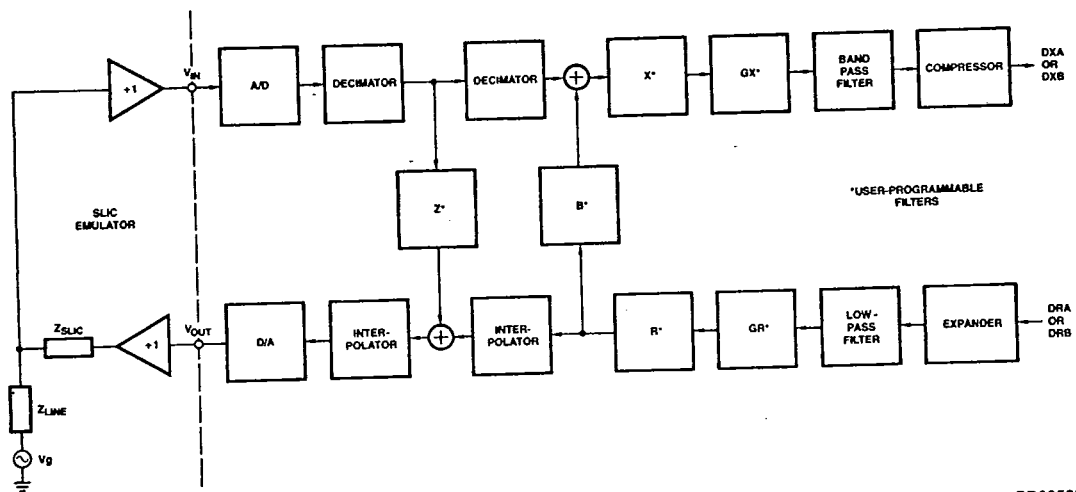 V_IN
A/D
DECIMATOR
DECIMATOR
+
X*
GX*
BAND
PASS
FILTER
COMPRESSOR
DXA
OR
DXB
+1
SLIC
EMULATOR
Z*
B*
*USER-PROGRAMMABLE
FILTERS
Z_SLIC
+1
V_OUT
D/A
INTER-
POLATOR
+
INTER-
POLATOR
R*
GR*
LOW-
PASS
FILTER
EXPANDER
DRA
OR
DRB
Z_LINE
Vg